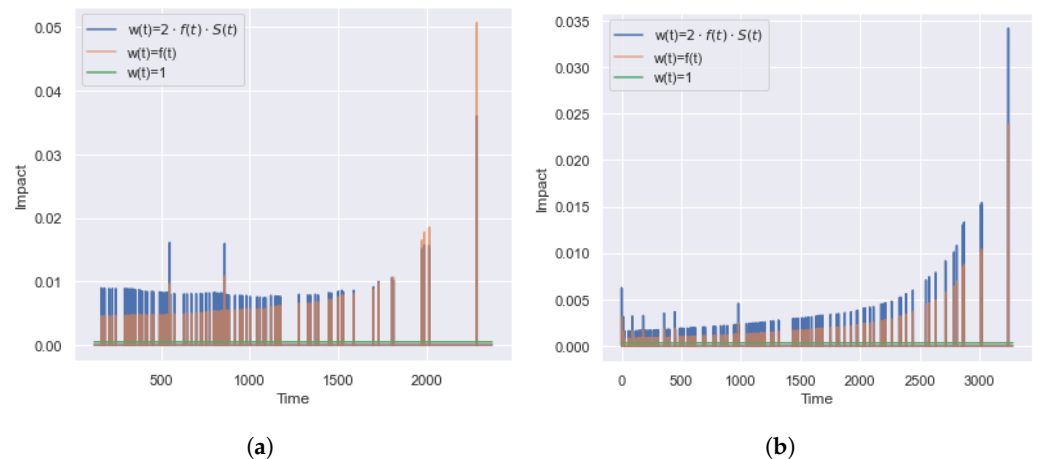 w(t)=2 · f(t) · S(t)
w(t)=f(t)
w(t)=1
0.05
0.04
0.03
0.02
0.01
0.00
Impact
500 1000 1500 2000
Time
(a)
w(t)=2 · f(t) · S(t)
w(t)=f(t)
w(t)=1
0.035
0.030
0.025
0.020
0.015
0.010
0.005
0.000
Impact
0 500 1000 1500 2000 2500 3000
Time
(b)